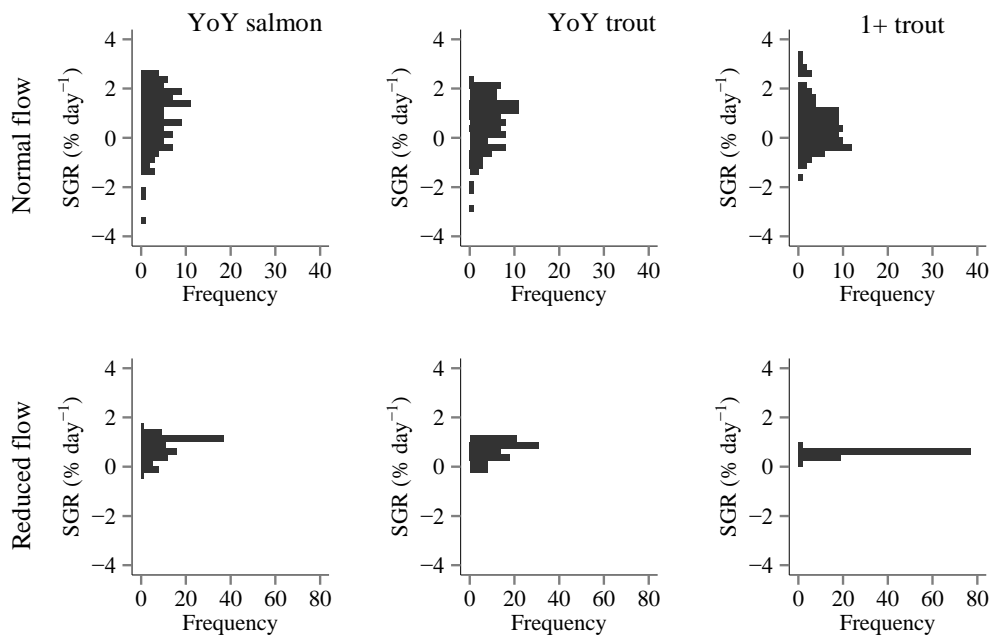 YoY salmon
YoY trout
1+ trout
Normal flow
SGR (% day⁻¹)
4
2
0
−2
−4
0 10 20 30 40
Frequency
SGR (% day⁻¹)
4
2
0
−2
−4
0 10 20 30 40
Frequency
SGR (% day⁻¹)
4
2
0
−2
−4
0 10 20 30 40
Frequency
Reduced flow
SGR (% day⁻¹)
4
2
0
−2
−4
0 20 40 60 80
Frequency
SGR (% day⁻¹)
4
2
0
−2
−4
0 20 40 60 80
Frequency
SGR (% day⁻¹)
4
2
0
−2
−4
0 20 40 60 80
Frequency